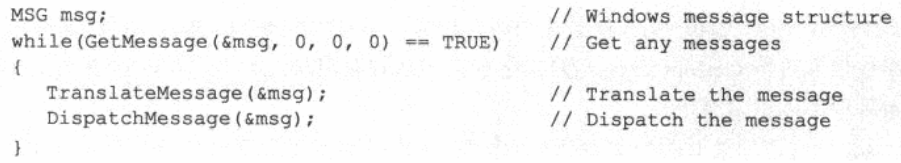 MSG msg; // Windows message structure
while(GetMessage(&msg, 0, 0, 0) == TRUE) // Get any messages
{
TranslateMessage(&msg); // Translate the message
DispatchMessage(&msg); // Dispatch the message
}